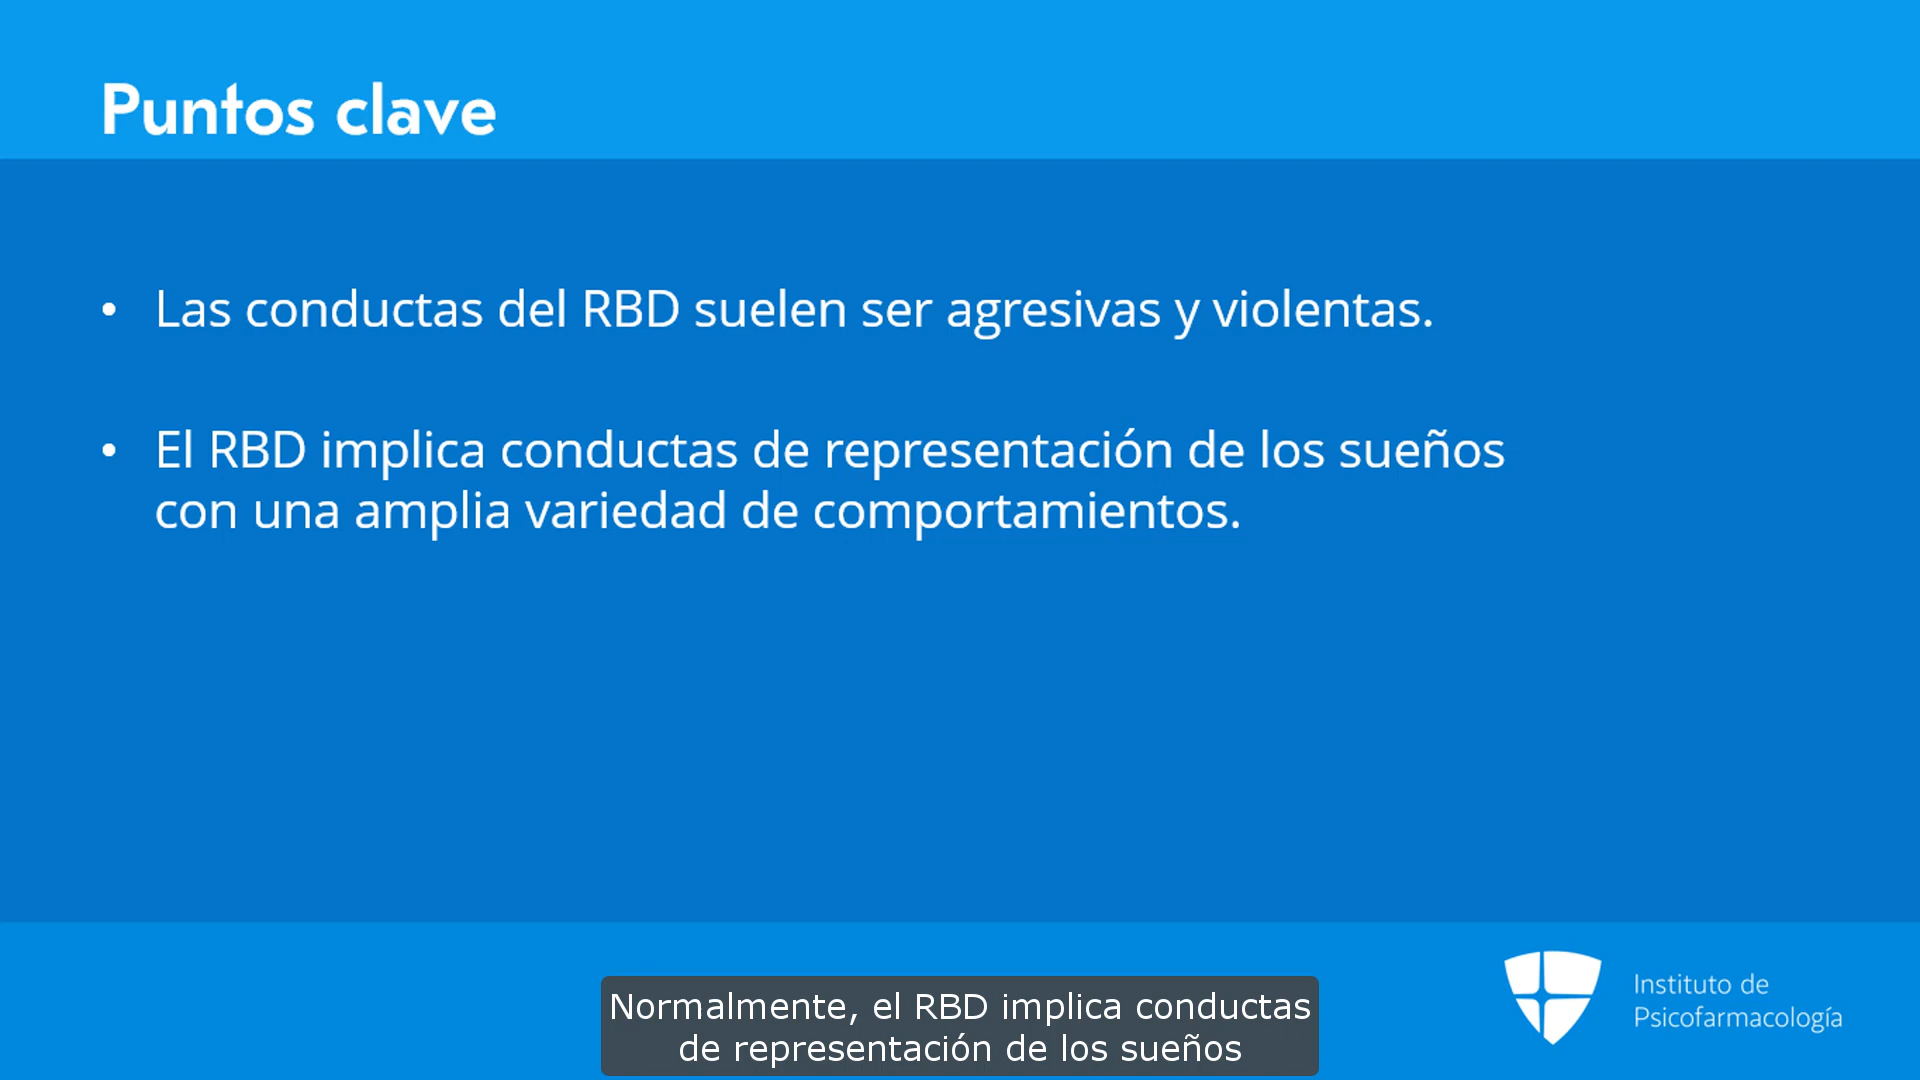 Puntos clave
• Las conductas del RBD suelen ser agresivas y violentas.
• El RBD implica conductas de representación de los sueños
con una amplia variedad de comportamientos.
Normalmente, el RBD implica conductas
de representación de los sueños
Instituto de
Psicofarmacología